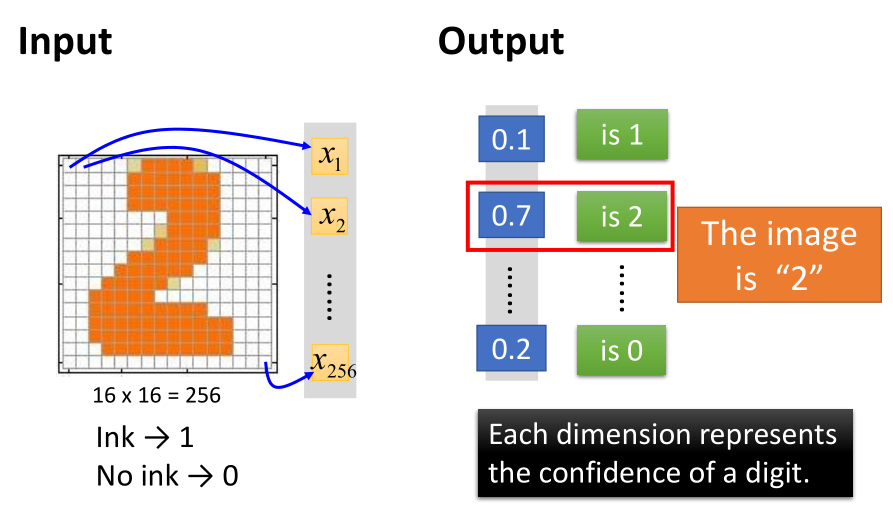 Input
x1
x2
x256
16 x 16 = 256
Ink → 1
No ink → 0
Output
0.1 is 1
0.7 is 2
0.2 is 0
The image
is “2”
Each dimension represents
the confidence of a digit.